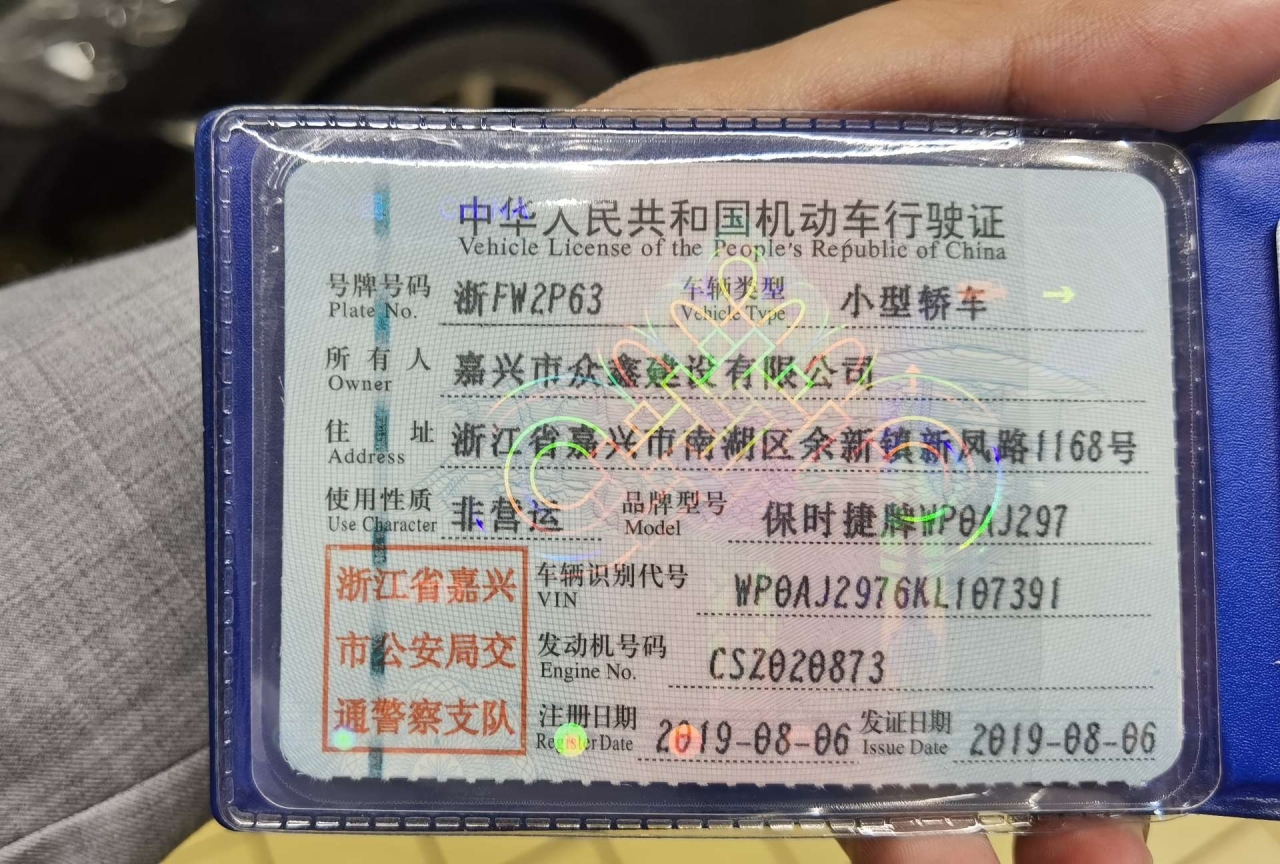 中华人民共和国机动车行驶证
Vehicle License of the People's Republic of China
号牌号码 浙FW2P63 车辆类型 小型轿车
Plate No. Vehicle Type
所有人 嘉兴市众鑫建设有限公司
Owner
住址 浙江省嘉兴市南湖区余新镇新凤路1168号
Address
使用性质 非营运 品牌型号 保时捷牌WP0AJ297
Use Character Model
浙江省嘉兴
市公安局交
通警察支队
车辆识别代号 WP0AJ2976KL107391
VIN
发动机号码 CSZ020873
Engine No.
注册日期 2019-08-06 发证日期 2019-08-06
Register Date Issue Date